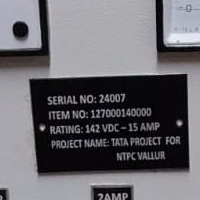 SERIAL NO: 24007
ITEM NO: 127000140000
RATING: 142 VDC – 15 AMP
PROJECT NAME: TATA PROJECT FOR
NTPC VALLUR
2AMP